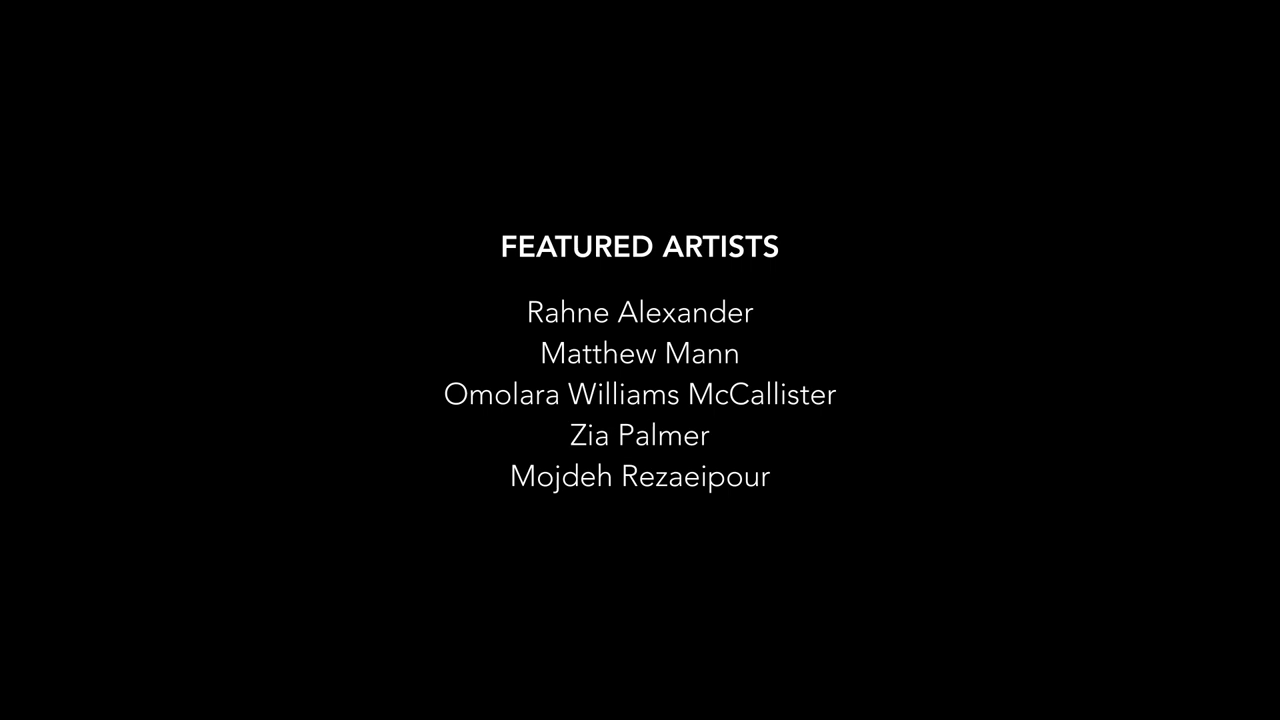 FEATURED ARTISTS
Rahne Alexander
Matthew Mann
Omolara Williams McCallister
Zia Palmer
Mojdeh Rezaeipour